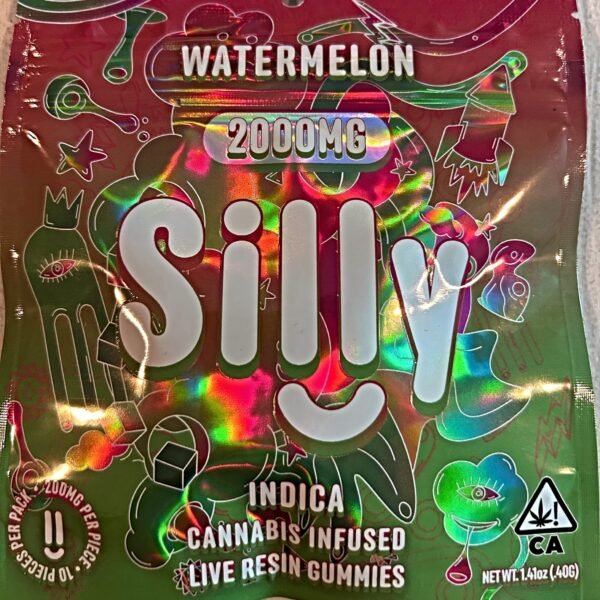 WATERMELON
2000MG
Silly
INDICA
CANNABIS INFUSED
LIVE RESIN GUMMIES
10 PIECES PER PACK • 200MG PER PIECE •
!
CA
NET WT. 1.41oz (.40G)